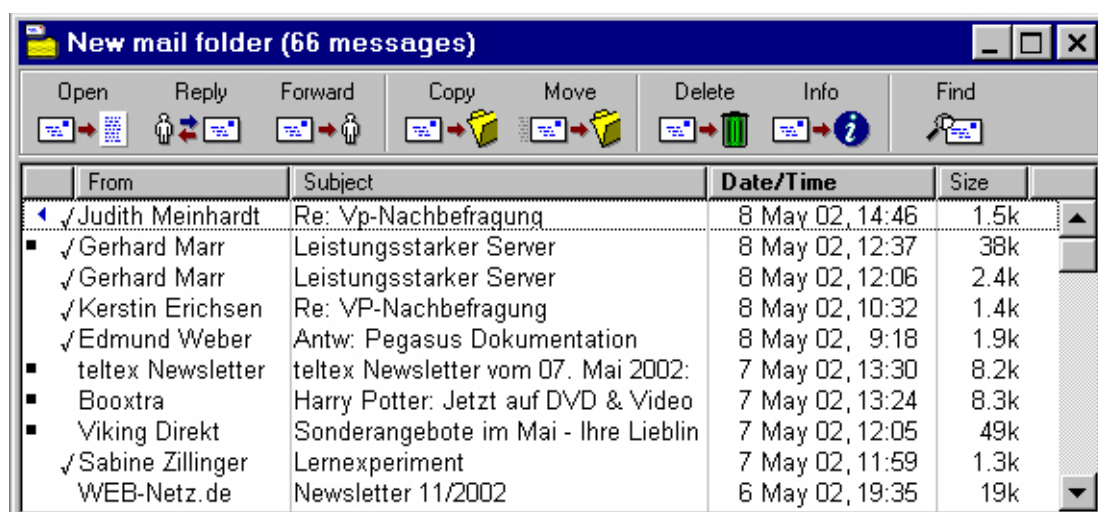 New mail folder (66 messages)
Open Reply Forward Copy Move Delete Info Find
From Subject Date/Time Size
Judith Meinhardt Re: Vp-Nachbefragung 8 May 02, 14:46 1.5k
Gerhard Marr Leistungsstarker Server 8 May 02, 12:37 38k
Gerhard Marr Leistungsstarker Server 8 May 02, 12:06 2.4k
Kerstin Erichsen Re: VP-Nachbefragung 8 May 02, 10:32 1.4k
Edmund Weber Antw: Pegasus Dokumentation 8 May 02, 9:18 1.9k
teltex Newsletter teltex Newsletter vom 07. Mai 2002: 7 May 02, 13:30 8.2k
Booxtra Harry Potter: Jetzt auf DVD & Video 7 May 02, 13:24 8.3k
Viking Direkt Sonderangebote im Mai - Ihre Lieblin 7 May 02, 12:05 49k
Sabine Zillinger Lernexperiment 7 May 02, 11:59 1.3k
WEB-Netz.de Newsletter 11/2002 6 May 02, 19:35 19k